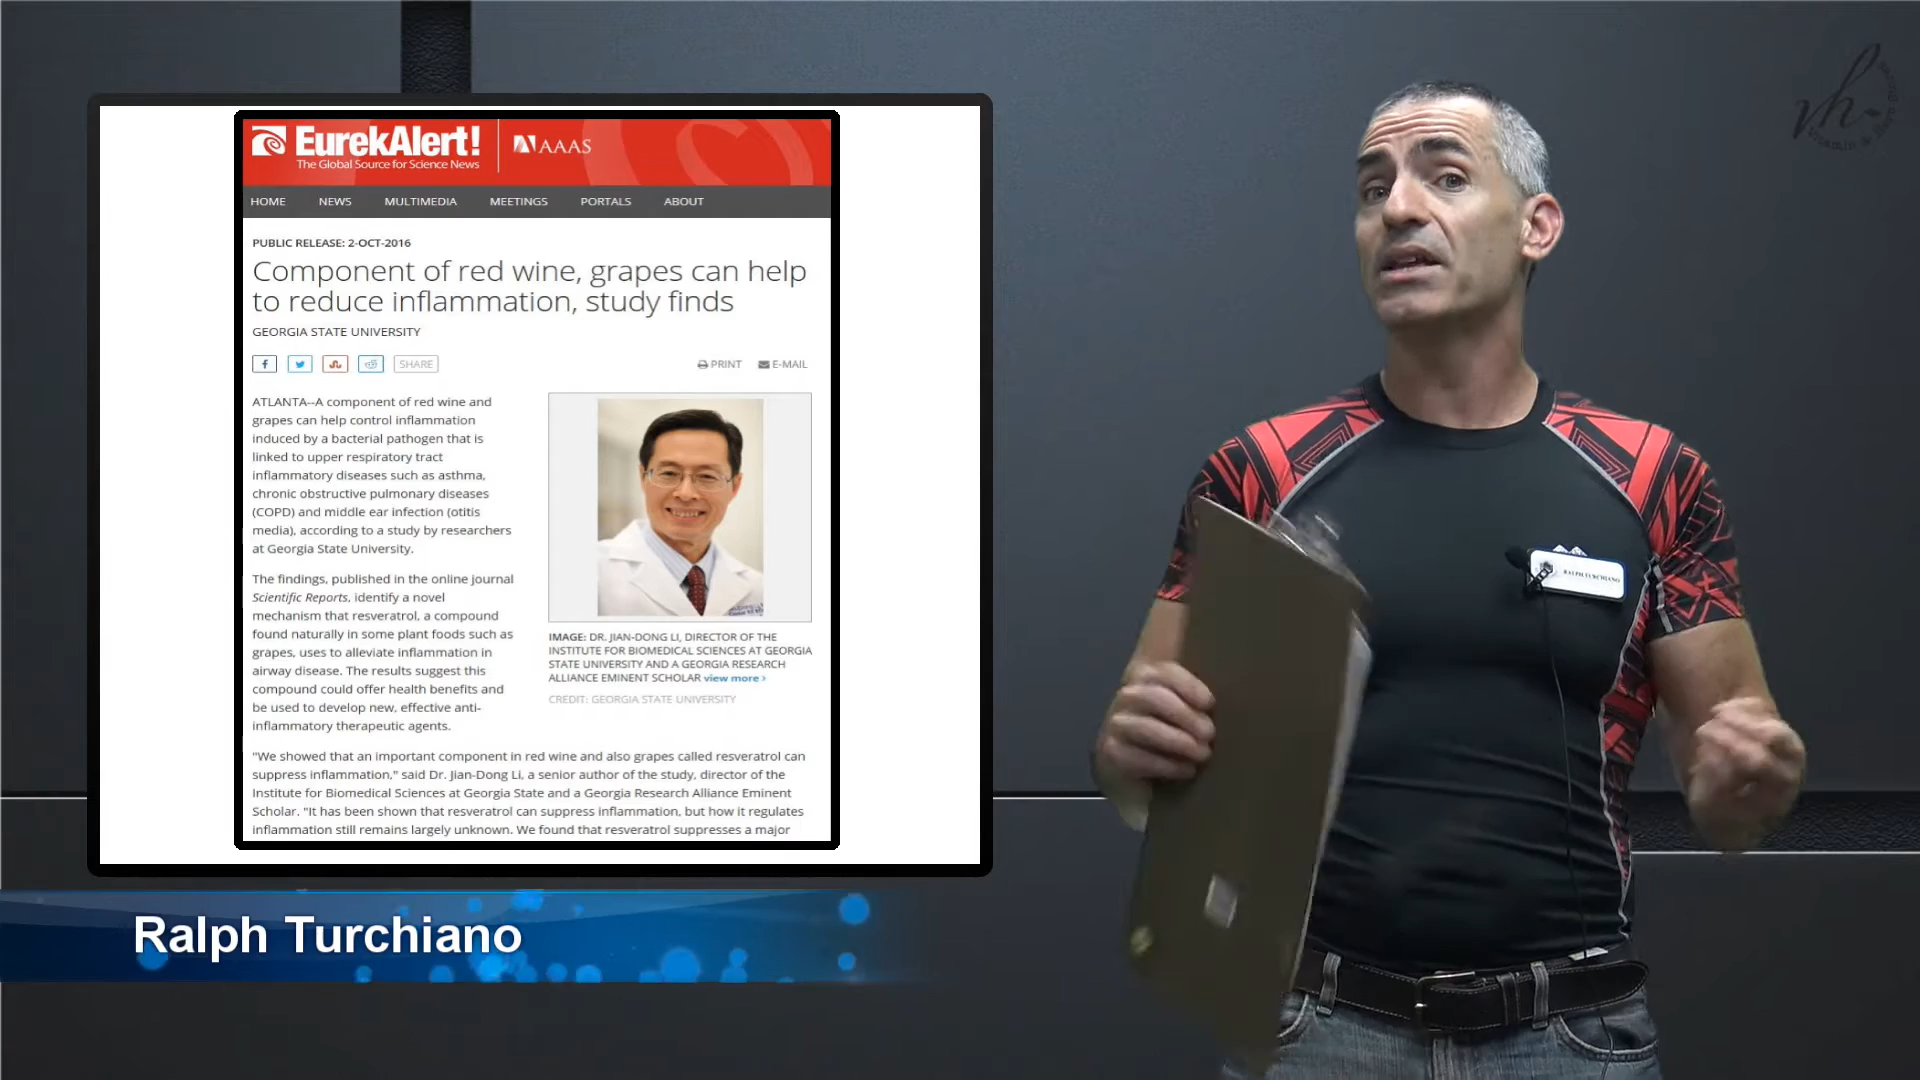 EurekAlert!
The Global Source for Science News
AAAS
HOME NEWS MULTIMEDIA MEETINGS PORTALS ABOUT
PUBLIC RELEASE: 2-OCT-2016
Component of red wine, grapes can help
to reduce inflammation, study finds
GEORGIA STATE UNIVERSITY
f SHARE PRINT E-MAIL
ATLANTA--A component of red wine and
grapes can help control inflammation
induced by a bacterial pathogen that is
linked to upper respiratory tract
inflammatory diseases such as asthma,
chronic obstructive pulmonary diseases
(COPD) and middle ear infection (otitis
media), according to a study by researchers
at Georgia State University.
The findings, published in the online journal
Scientific Reports, identify a novel
mechanism that resveratrol, a compound
found naturally in some plant foods such as
grapes, uses to alleviate inflammation in
airway disease. The results suggest this
compound could offer health benefits and
be used to develop new, effective anti-
inflammatory therapeutic agents.
IMAGE: DR. JIAN-DONG LI, DIRECTOR OF THE
INSTITUTE FOR BIOMEDICAL SCIENCES AT GEORGIA
STATE UNIVERSITY AND A GEORGIA RESEARCH
ALLIANCE EMINENT SCHOLAR view more >
CREDIT: GEORGIA STATE UNIVERSITY
"We showed that an important component in red wine and also grapes called resveratrol can
suppress inflammation," said Dr. Jian-Dong Li, a senior author of the study, director of the
Institute for Biomedical Sciences at Georgia State and a Georgia Research Alliance Eminent
Scholar. "It has been shown that resveratrol can suppress inflammation, but how it regulates
inflammation still remains largely unknown. We found that resveratrol suppresses a major
Ralph Turchiano
RALPH TURCHIANO
vh